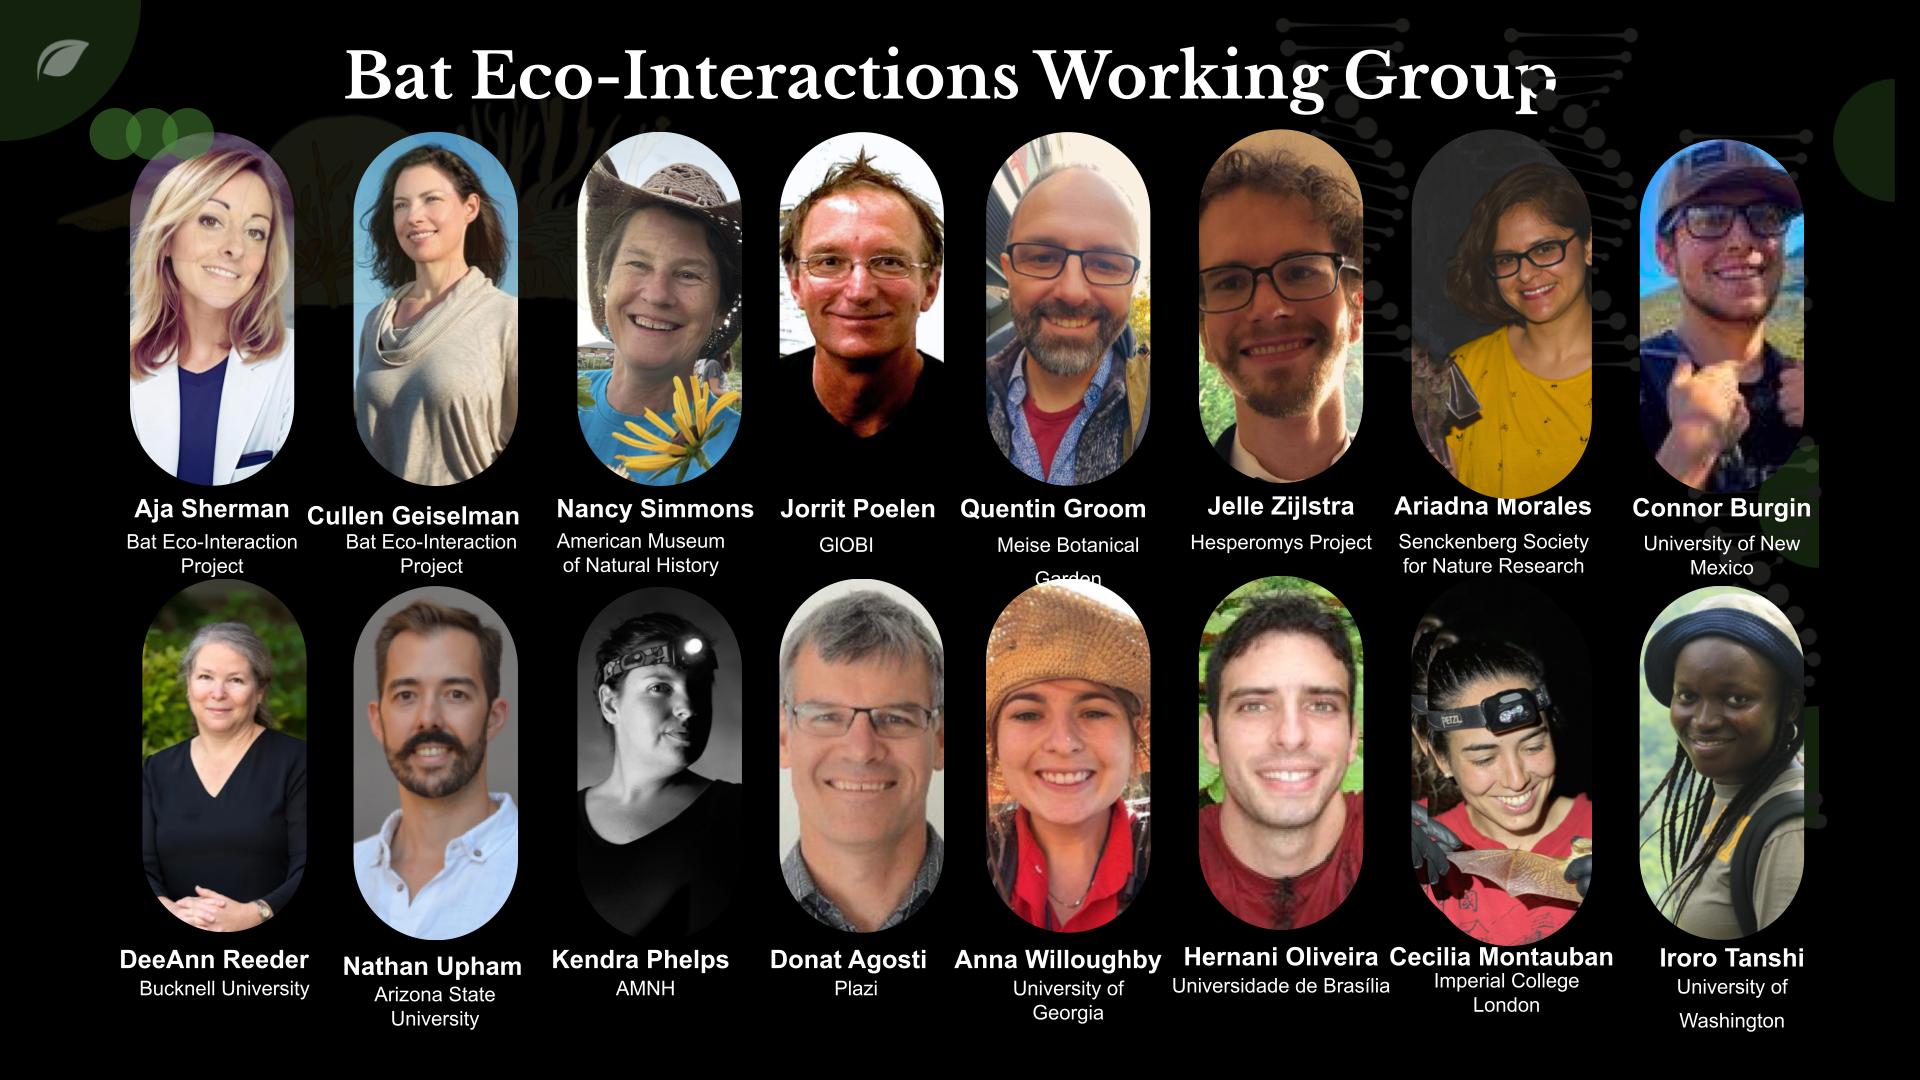 Bat Eco-Interactions Working Group
Aja Sherman
Bat Eco-Interaction
Project
Cullen Geiselman
Bat Eco-Interaction
Project
Nancy Simmons
American Museum
of Natural History
Jorrit Poelen
GlOBI
Quentin Groom
Meise Botanical
Garden
Jelle Zijlstra
Hesperomys Project
Ariadna Morales
Senckenberg Society
for Nature Research
Connor Burgin
University of New
Mexico
PETZL
DeeAnn Reeder
Bucknell University
Nathan Upham
Arizona State
University
Kendra Phelps
AMNH
Donat Agosti
Plazi
Anna Willoughby
University of
Georgia
Hernani Oliveira
Universidade de Brasília
Cecilia Montauban
Imperial College
London
Iroro Tanshi
University of
Washington